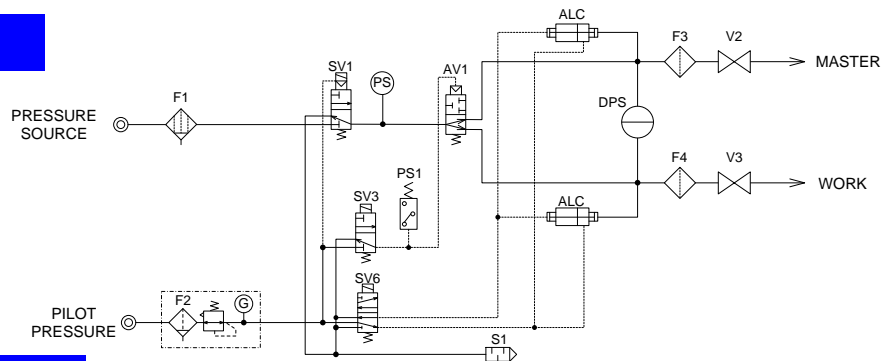 ALC
F3
V2
SV1
PS
AV1
MASTER
F1
DPS
PRESSURE
SOURCE
PS1
F4
V3
SV3
WORK
ALC
SV6
F2
G
PILOT
PRESSURE
S1